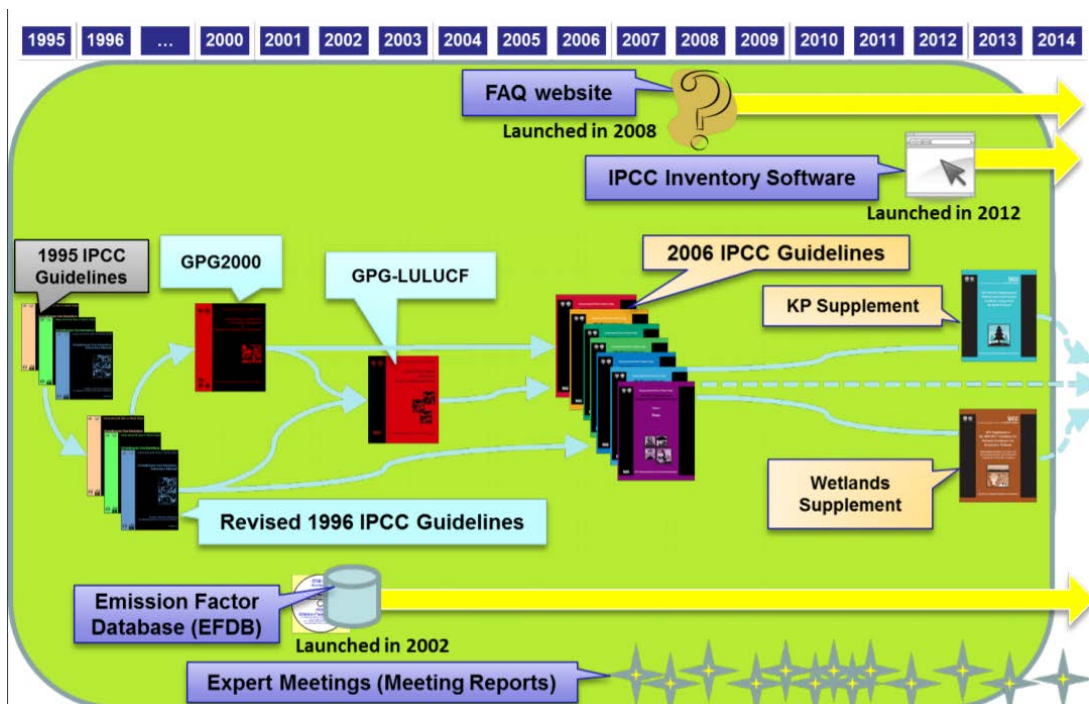 1995 1996 ... 2000 2001 2002 2003 2004 2005 2006 2007 2008 2009 2010 2011 2012 2013 2014
FAQ website
Launched in 2008
IPCC Inventory Software
Launched in 2012
1995 IPCC
Guidelines
GPG2000
GPG-LULUCF
2006 IPCC Guidelines
KP Supplement
Revised 1996 IPCC Guidelines
Wetlands
Supplement
Emission Factor
Database (EFDB)
Launched in 2002
Expert Meetings (Meeting Reports)